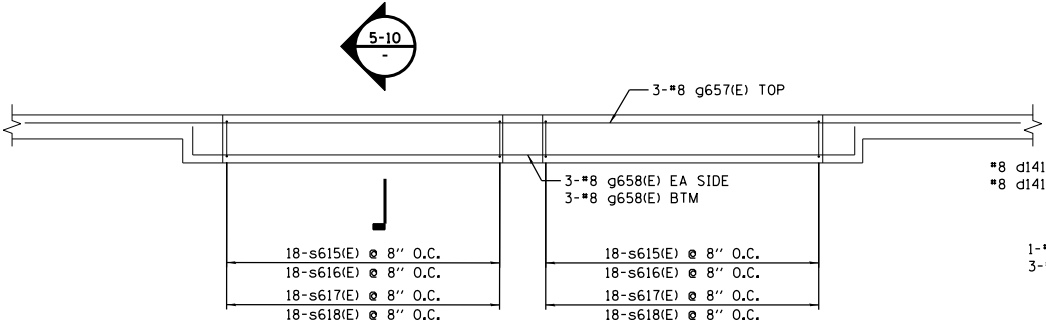 5-10
-
3-#8 g657(E) TOP
3-#8 g658(E) EA SIDE
3-#8 g658(E) BTM
#8 d141
#8 d141
1-#
3-
18-s615(E) @ 8'' O.C.
18-s616(E) @ 8'' O.C.
18-s617(E) @ 8'' O.C.
18-s618(E) @ 8'' O.C.
18-s615(E) @ 8'' O.C.
18-s616(E) @ 8'' O.C.
18-s617(E) @ 8'' O.C.
18-s618(E) @ 8'' O.C.